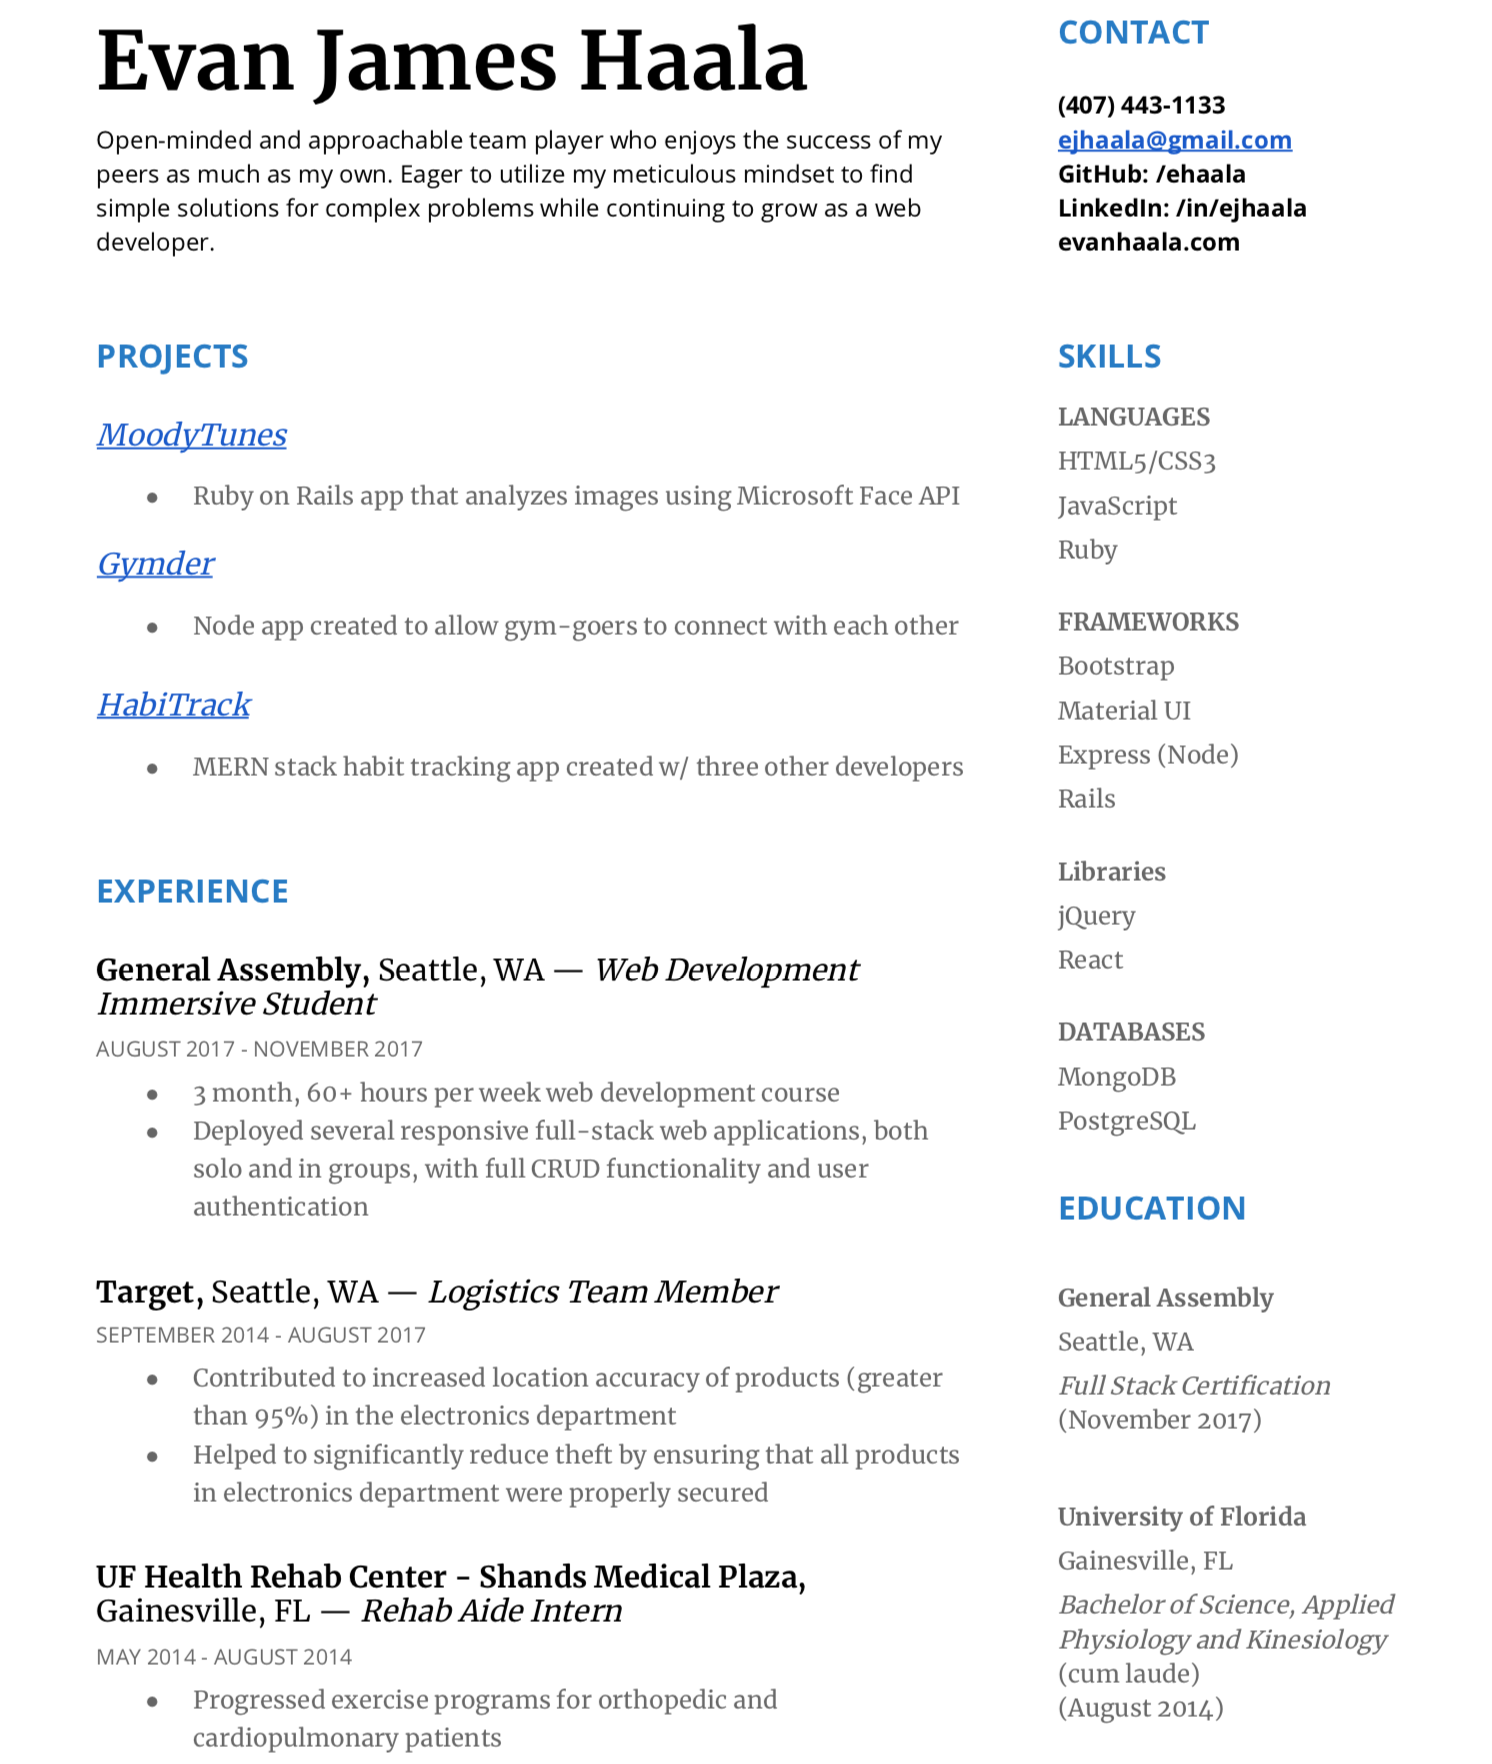 Evan James Haala
Open-minded and approachable team player who enjoys the success of my
peers as much as my own. Eager to utilize my meticulous mindset to find
simple solutions for complex problems while continuing to grow as a web
developer.
PROJECTS
MoodyTunes
● Ruby on Rails app that analyzes images using Microsoft Face API
Gymder
● Node app created to allow gym-goers to connect with each other
HabiTrack
● MERN stack habit tracking app created w/ three other developers
EXPERIENCE
General Assembly, Seattle, WA — Web Development
Immersive Student
AUGUST 2017 - NOVEMBER 2017
● 3 month, 60+ hours per week web development course
● Deployed several responsive full-stack web applications, both
solo and in groups, with full CRUD functionality and user
authentication
Target, Seattle, WA — Logistics Team Member
SEPTEMBER 2014 - AUGUST 2017
● Contributed to increased location accuracy of products (greater
than 95%) in the electronics department
● Helped to significantly reduce theft by ensuring that all products
in electronics department were properly secured
UF Health Rehab Center - Shands Medical Plaza,
Gainesville, FL — Rehab Aide Intern
MAY 2014 - AUGUST 2014
● Progressed exercise programs for orthopedic and
cardiopulmonary patients
CONTACT
(407) 443-1133
ejhaala@gmail.com
GitHub: /ehaala
LinkedIn: /in/ejhaala
evanhaala.com
SKILLS
LANGUAGES
HTML5/CSS3
JavaScript
Ruby
FRAMEWORKS
Bootstrap
Material UI
Express (Node)
Rails
Libraries
jQuery
React
DATABASES
MongoDB
PostgreSQL
EDUCATION
General Assembly
Seattle, WA
Full Stack Certification
(November 2017)
University of Florida
Gainesville, FL
Bachelor of Science, Applied
Physiology and Kinesiology
(cum laude)
(August 2014)